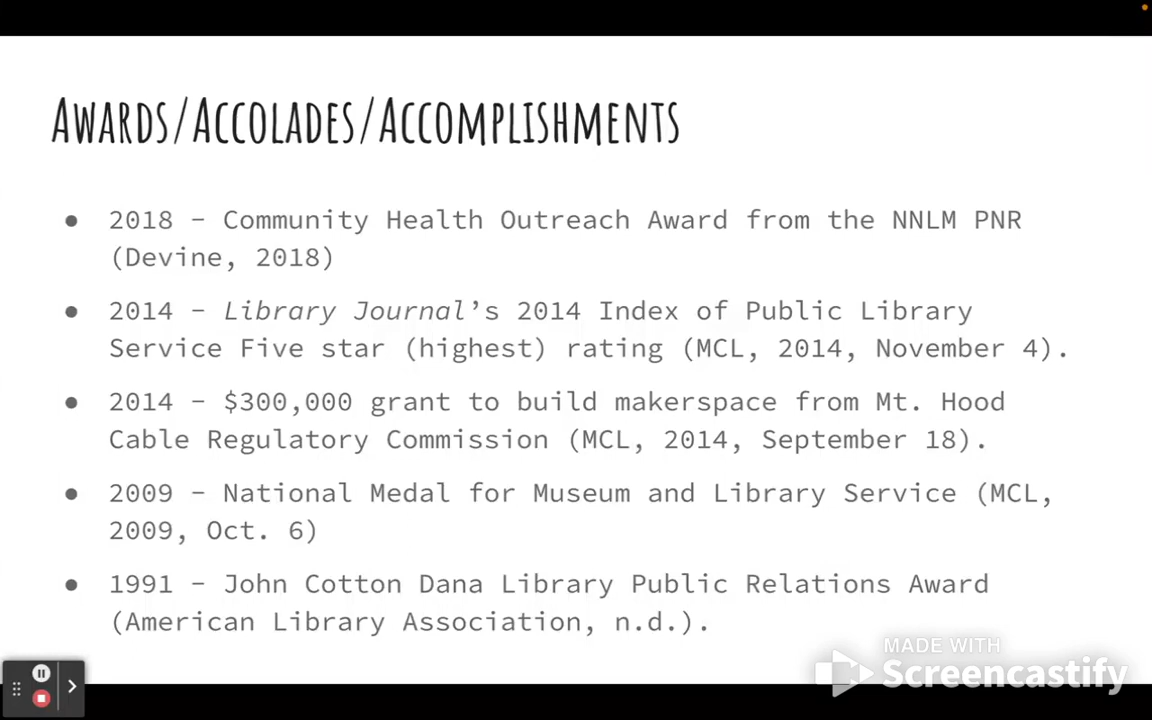 Awards/Accolades/Accomplishments
● 2018 – Community Health Outreach Award from the NNLM PNR
(Devine, 2018)
● 2014 – Library Journal’s 2014 Index of Public Library
Service Five star (highest) rating (MCL, 2014, November 4).
● 2014 – $300,000 grant to build makerspace from Mt. Hood
Cable Regulatory Commission (MCL, 2014, September 18).
● 2009 – National Medal for Museum and Library Service (MCL,
2009, Oct. 6)
● 1991 – John Cotton Dana Library Public Relations Award
(American Library Association, n.d.).
MADE WITH
Screencastify